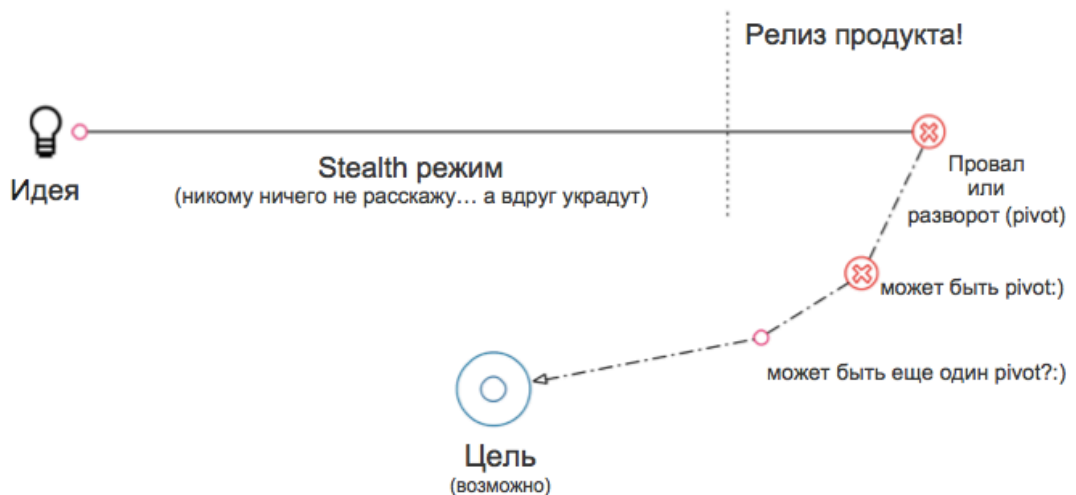 Релиз продукта!
Идея
Stealth режим
(никому ничего не расскажу... а вдруг украдут)
Провал
или
разворот (pivot)
может быть pivot:)
может быть еще один pivot?:)
Цель
(возможно)